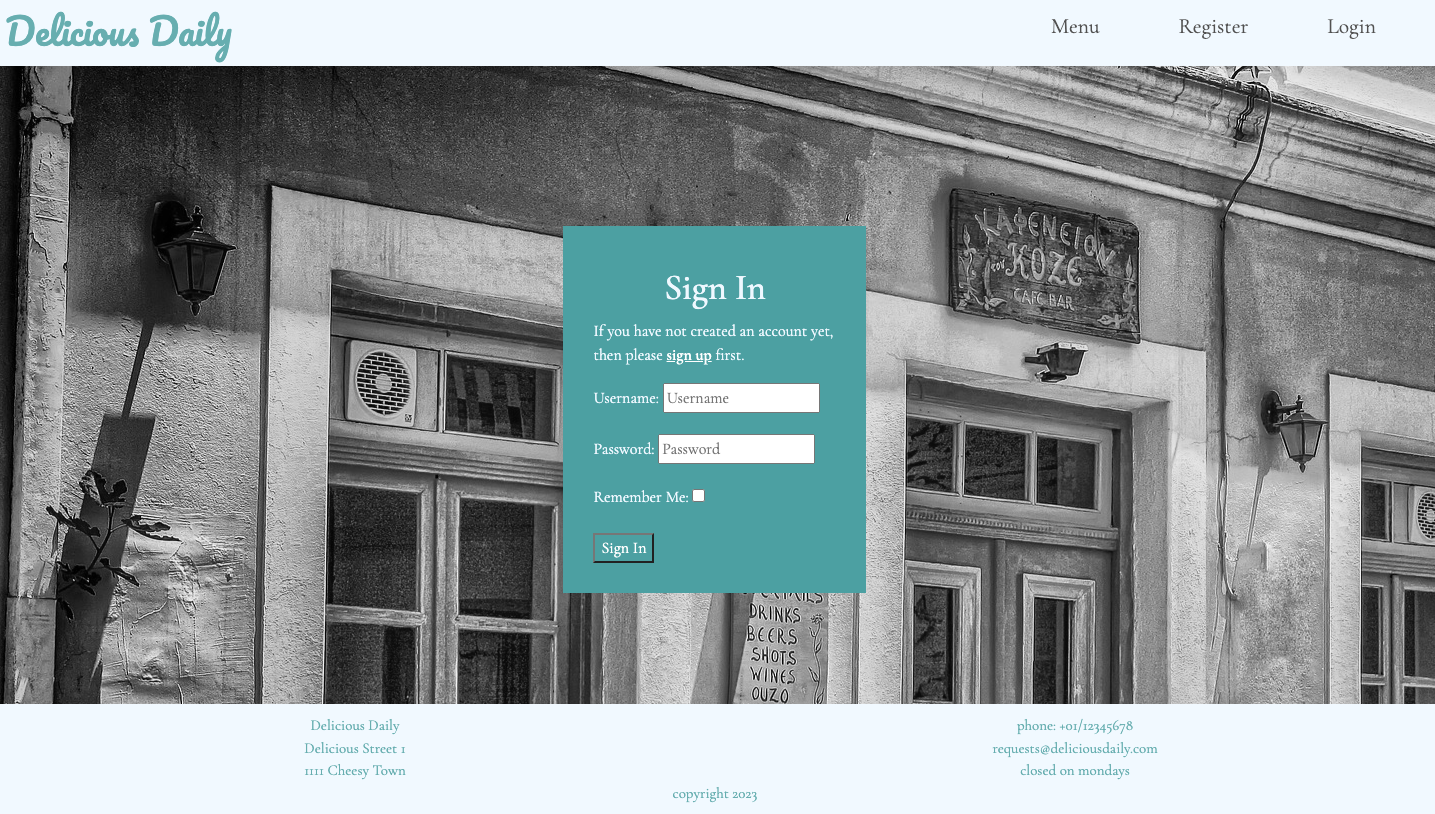 Delicious Daily
Menu
Register
Login
ΚΑΦΕΝΕΙΟΝ
του ΚΟΖΕ
CAFE BAR
Sign In
If you have not created an account yet,
then please sign up first.
Username: Username
Password: Password
Remember Me:
Sign In
DRINKS
BEERS
SHOTS
WINES
OUZO
Delicious Daily
Delicious Street 1
1111 Cheesy Town
phone: +01/12345678
requests@deliciousdaily.com
closed on mondays
copyright 2023